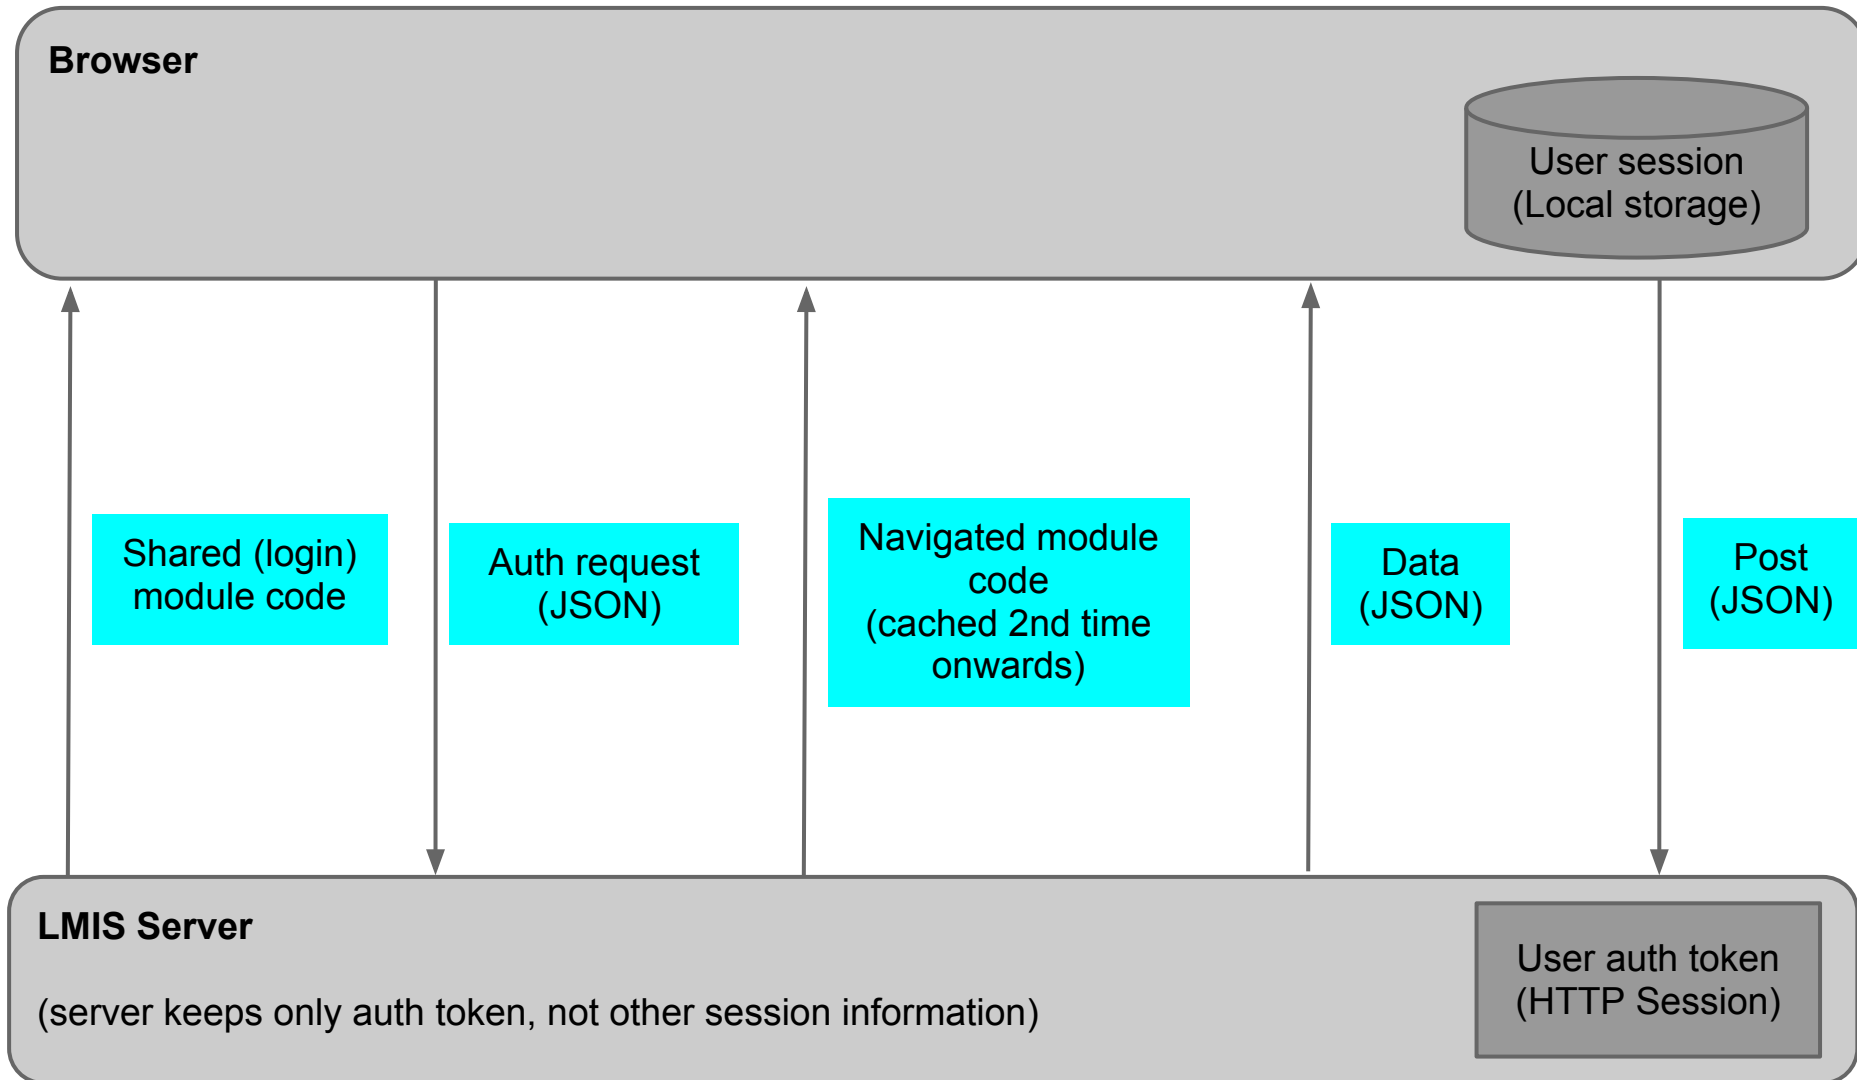 Browser
User session
(Local storage)
Shared (login)
module code
Auth request
(JSON)
Navigated module
code
(cached 2nd time
onwards)
Data
(JSON)
Post
(JSON)
LMIS Server
(server keeps only auth token, not other session information)
User auth token
(HTTP Session)